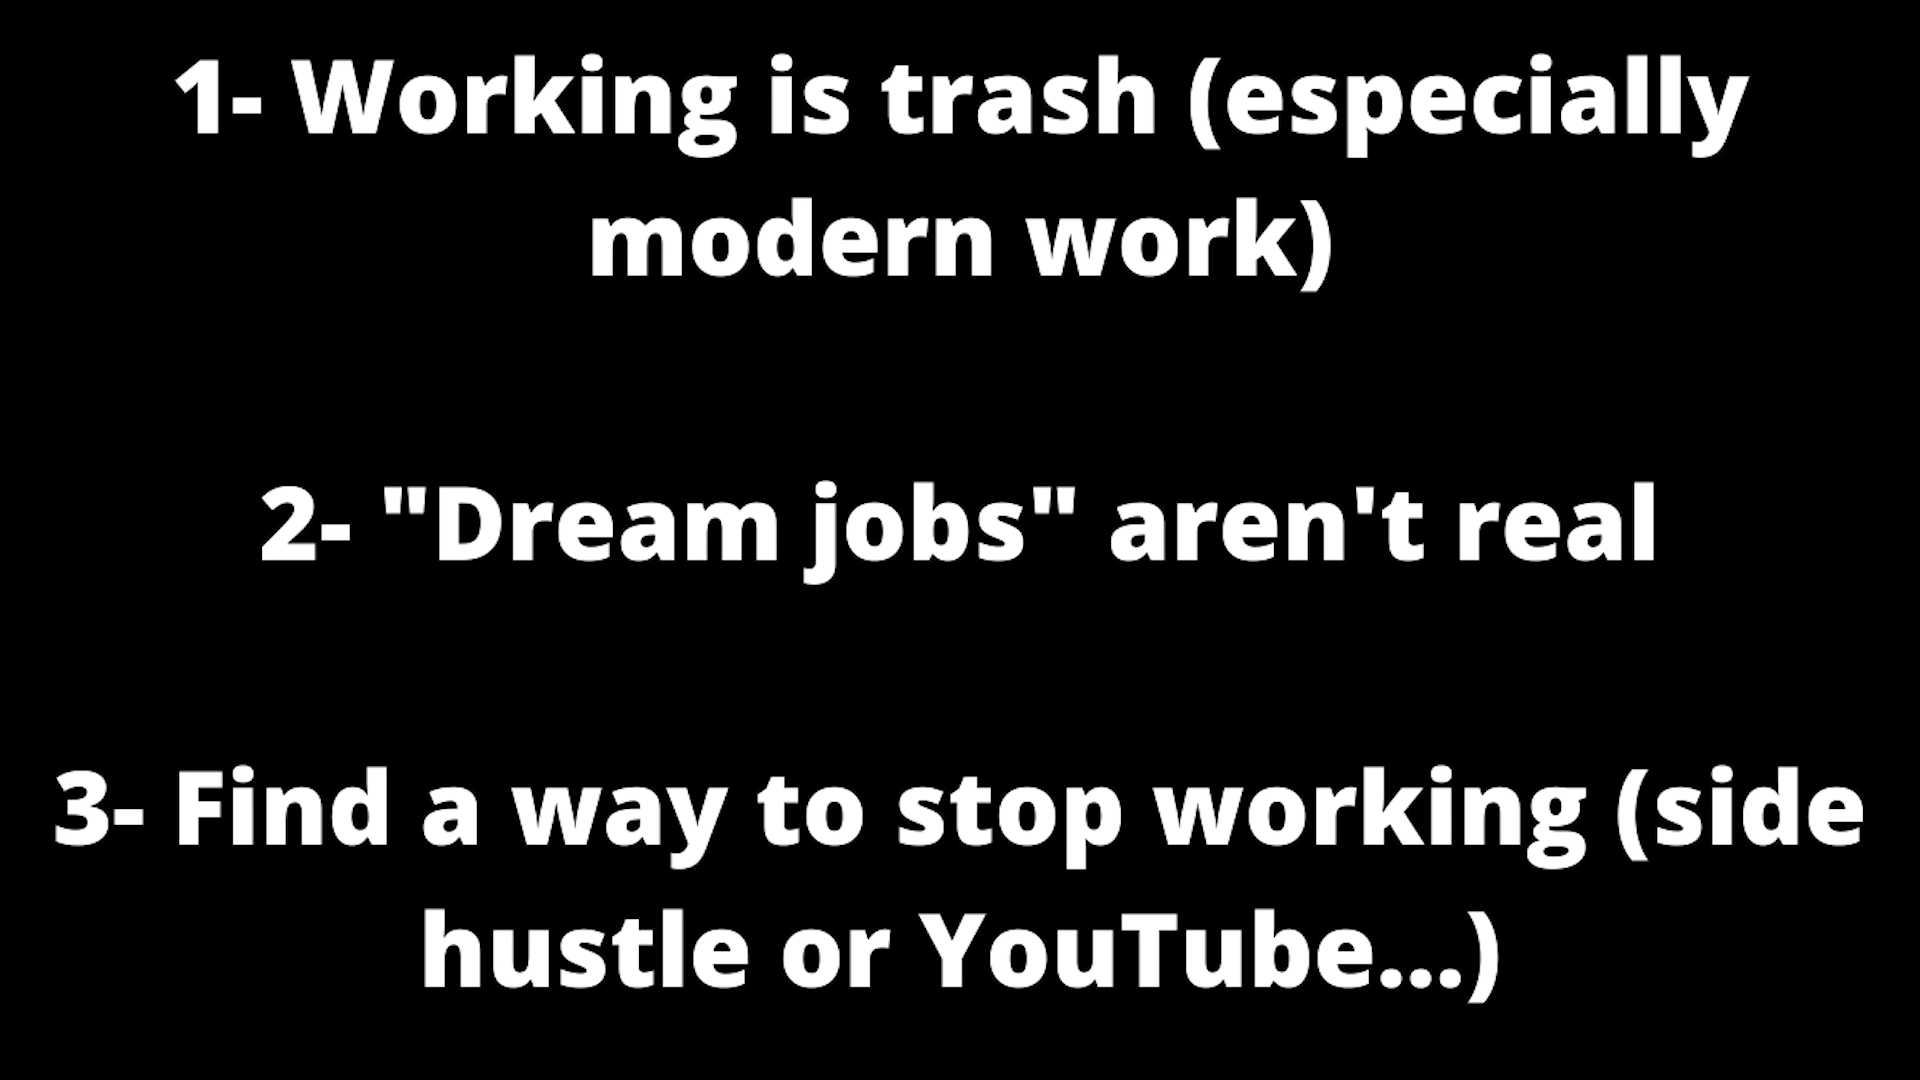 1- Working is trash (especially
modern work)
2- "Dream jobs" aren't real
3- Find a way to stop working (side
hustle or YouTube...)